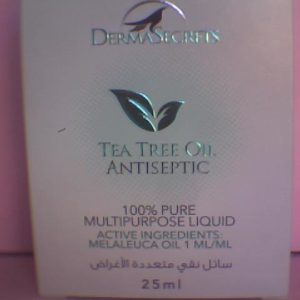 DERMASECRETS
TEA TREE OIL
ANTISEPTIC
100% PURE
MULTIPURPOSE LIQUID
ACTIVE INGREDIENTS:
MELALEUCA OIL 1 ML/ML
سائل نقي متعددة الأغراض
25ml